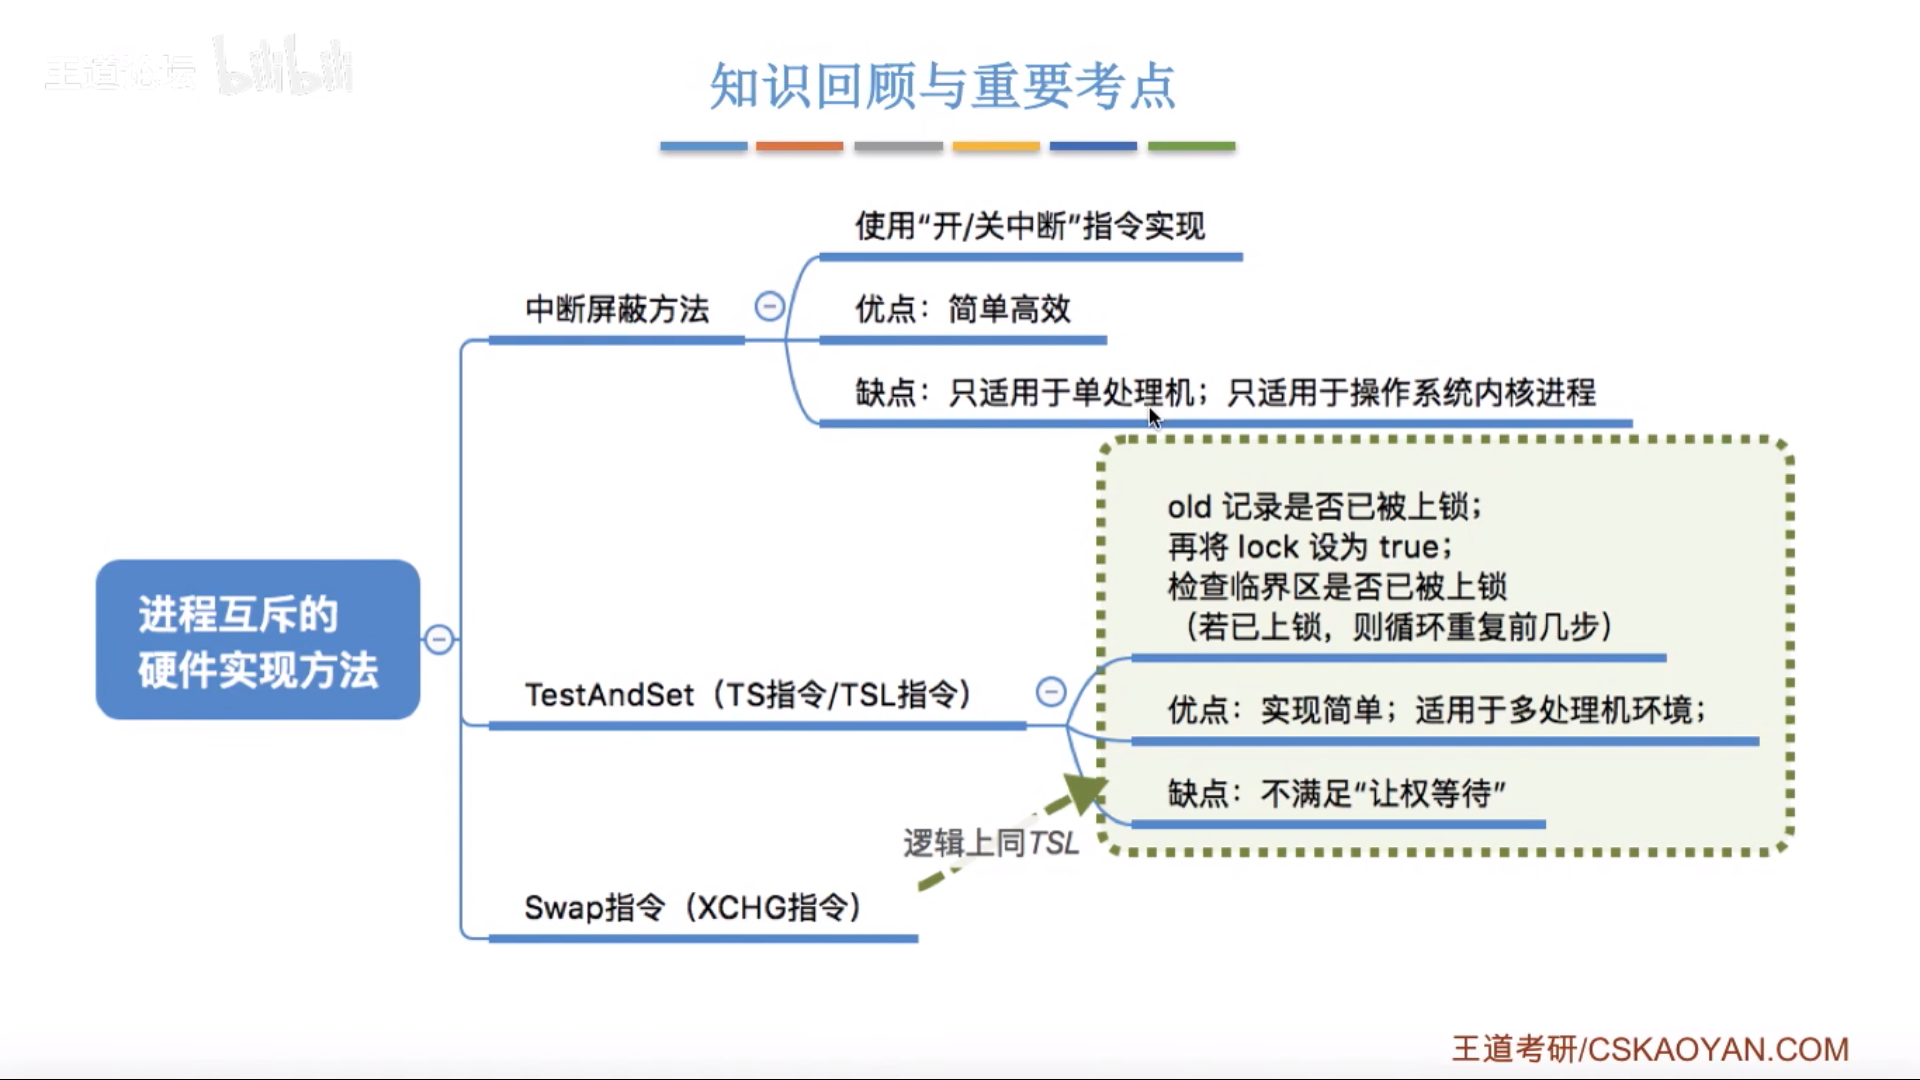 王道论坛 bilibili
知识回顾与重要考点
使用“开/关中断”指令实现
中断屏蔽方法
优点：简单高效
缺点：只适用于单处理机；只适用于操作系统内核进程
进程互斥的
硬件实现方法
old 记录是否已被上锁；
再将 lock 设为 true；
检查临界区是否已被上锁
（若已上锁，则循环重复前几步）
TestAndSet（TS指令/TSL指令）
优点：实现简单；适用于多处理机环境；
缺点：不满足“让权等待”
逻辑上同TSL
Swap指令（XCHG指令）
王道考研/CSKAOYAN.COM